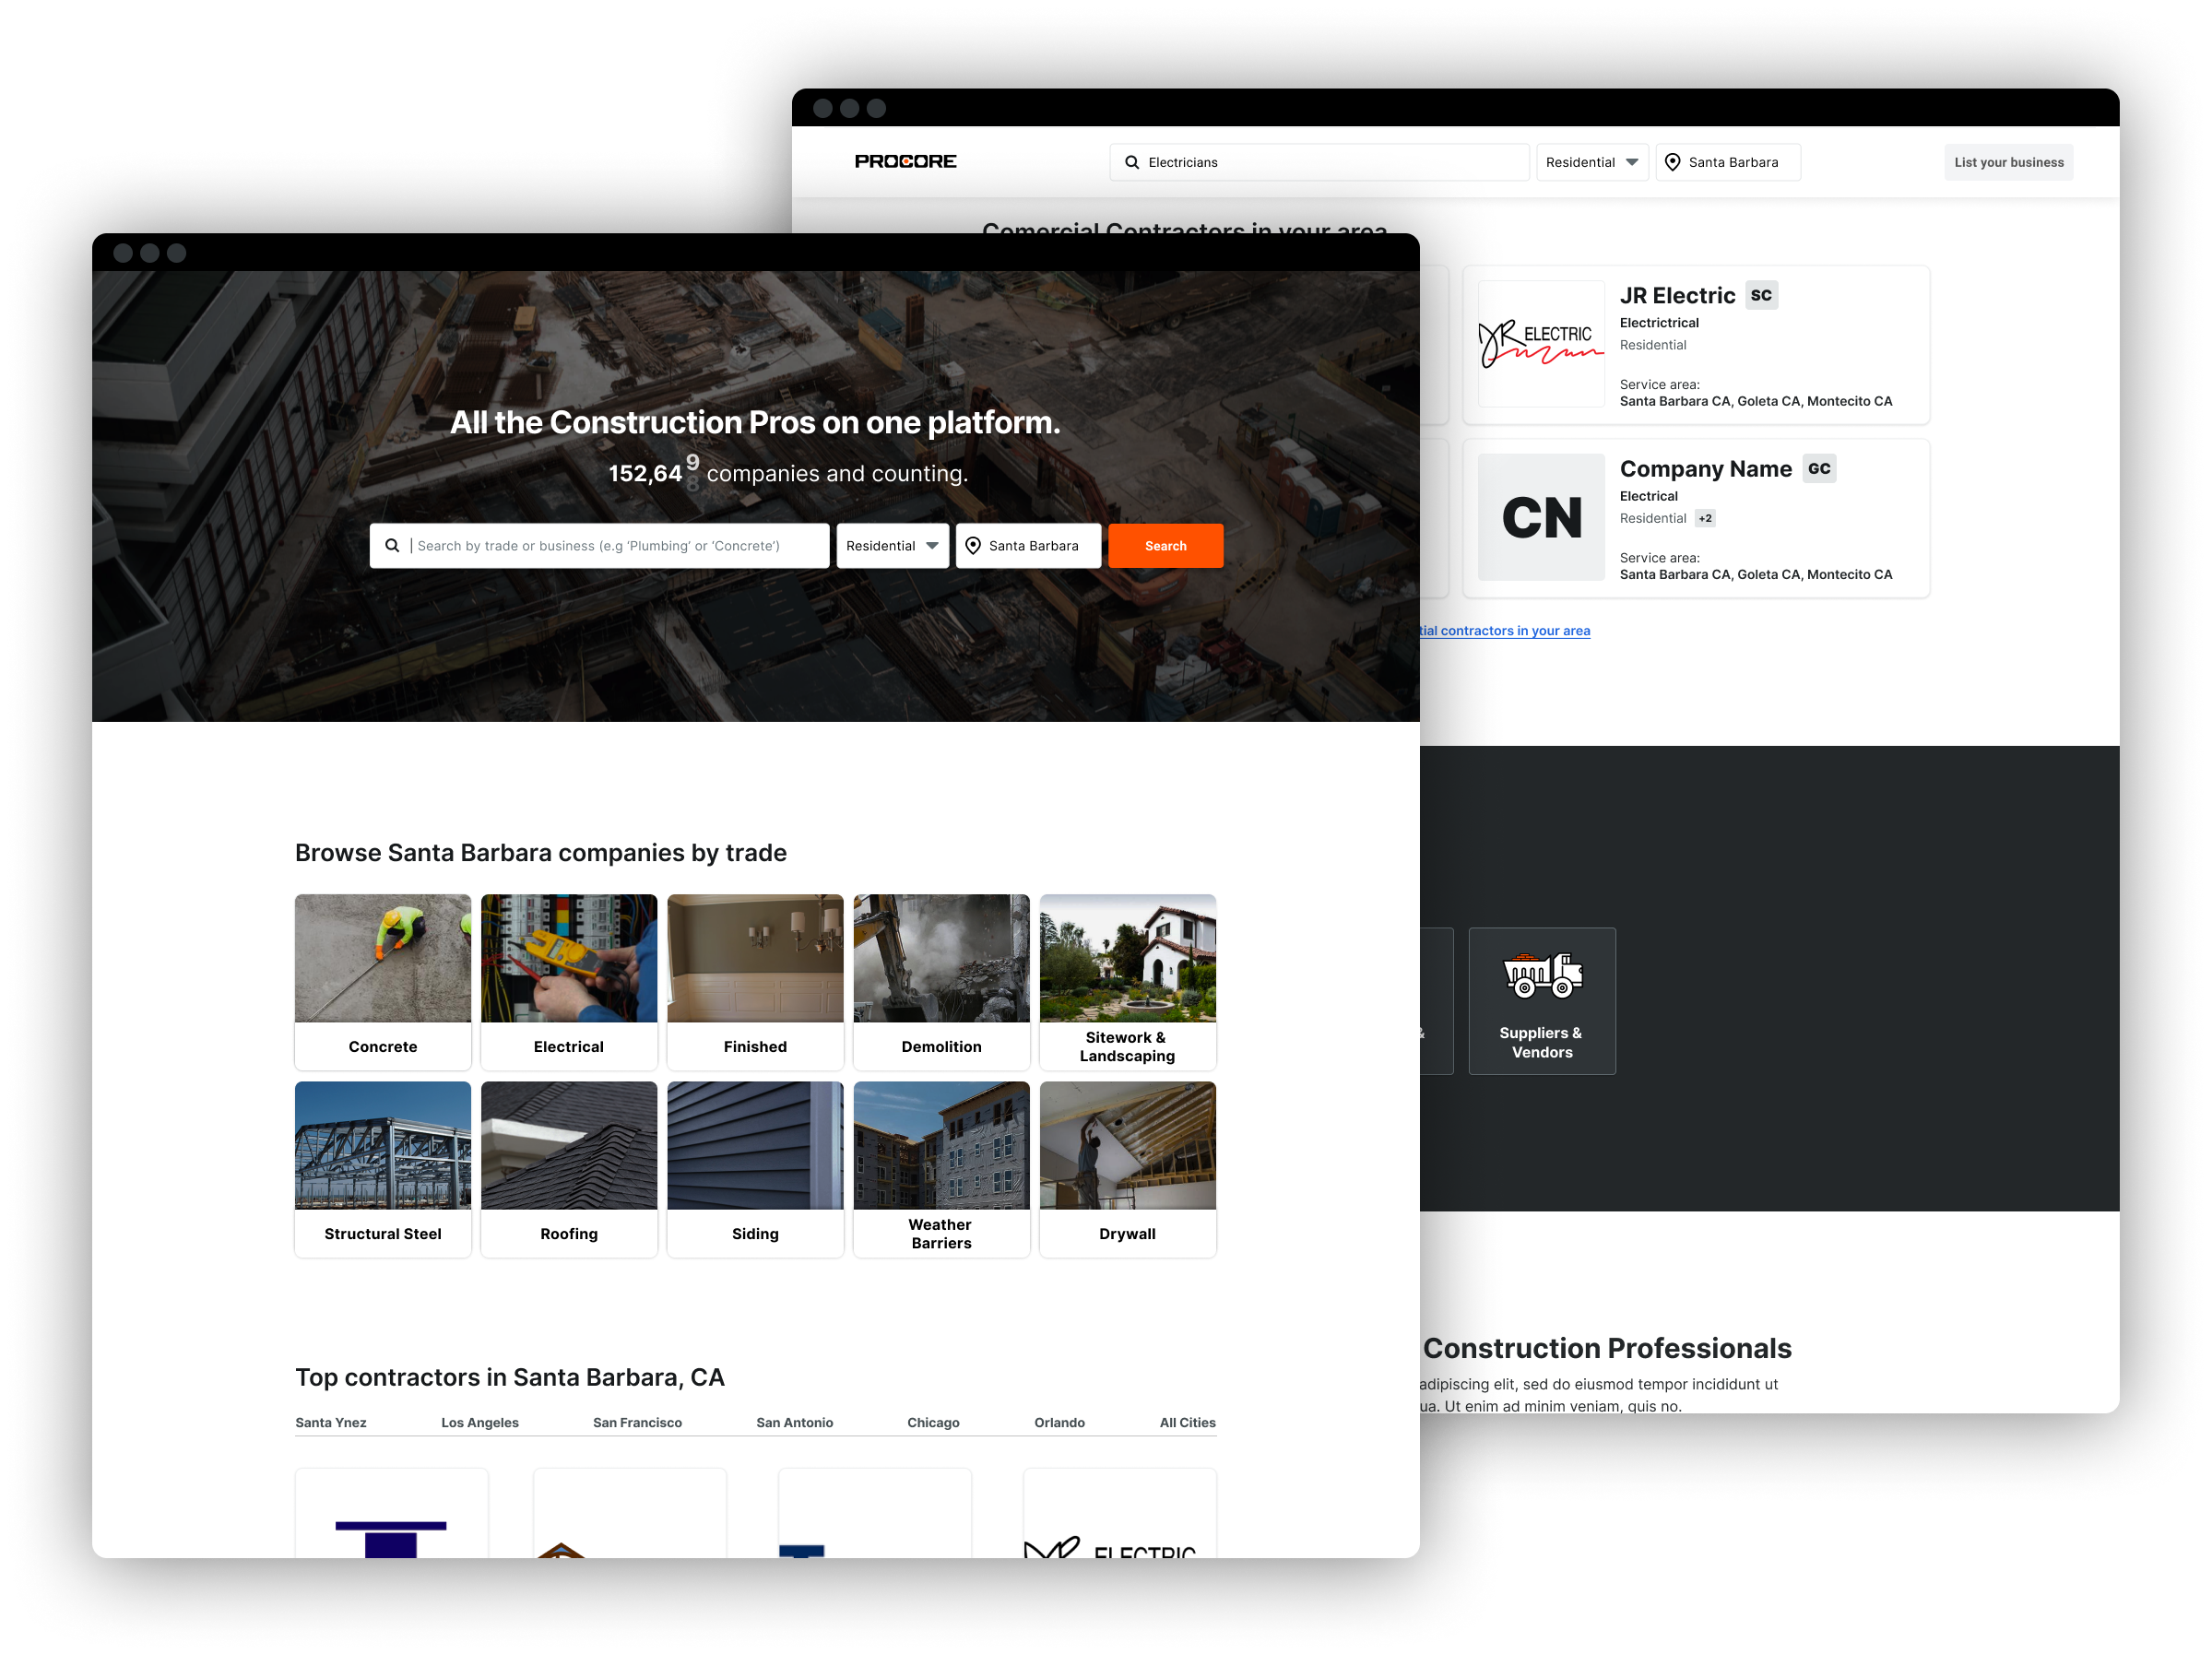 PROCORE
Electricians
Residential
Santa Barbara
List your business
Comercial Contractors in your area
JR Electric SC
Electrictrical
Residential
Service area:
Santa Barbara CA, Goleta CA, Montecito CA
JR ELECTRIC
Company Name GC
Electrical
Residential +2
Service area:
Santa Barbara CA, Goleta CA, Montecito CA
CN
tial contractors in your area
&
Suppliers &
Vendors
Construction Professionals
adipiscing elit, sed do eiusmod tempor incididunt ut
ua. Ut enim ad minim veniam, quis no.
All the Construction Pros on one platform.
152,649 companies and counting.
8
Search by trade or business (e.g ‘Plumbing’ or ‘Concrete’)
Residential
Santa Barbara
Search
Browse Santa Barbara companies by trade
Concrete
Electrical
Finished
Demolition
Sitework &
Landscaping
Structural Steel
Roofing
Siding
Weather
Barriers
Drywall
Top contractors in Santa Barbara, CA
Santa Ynez
Los Angeles
San Francisco
San Antonio
Chicago
Orlando
All Cities
JR ELECTRIC